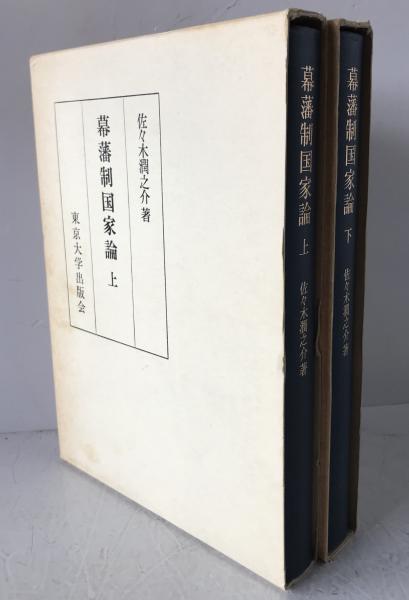 佐々木潤之介 著
幕藩制国家論 上
東京大学出版会
幕藩制国家論 上 佐々木潤之介著
幕藩制国家論 下 佐々木潤之介著